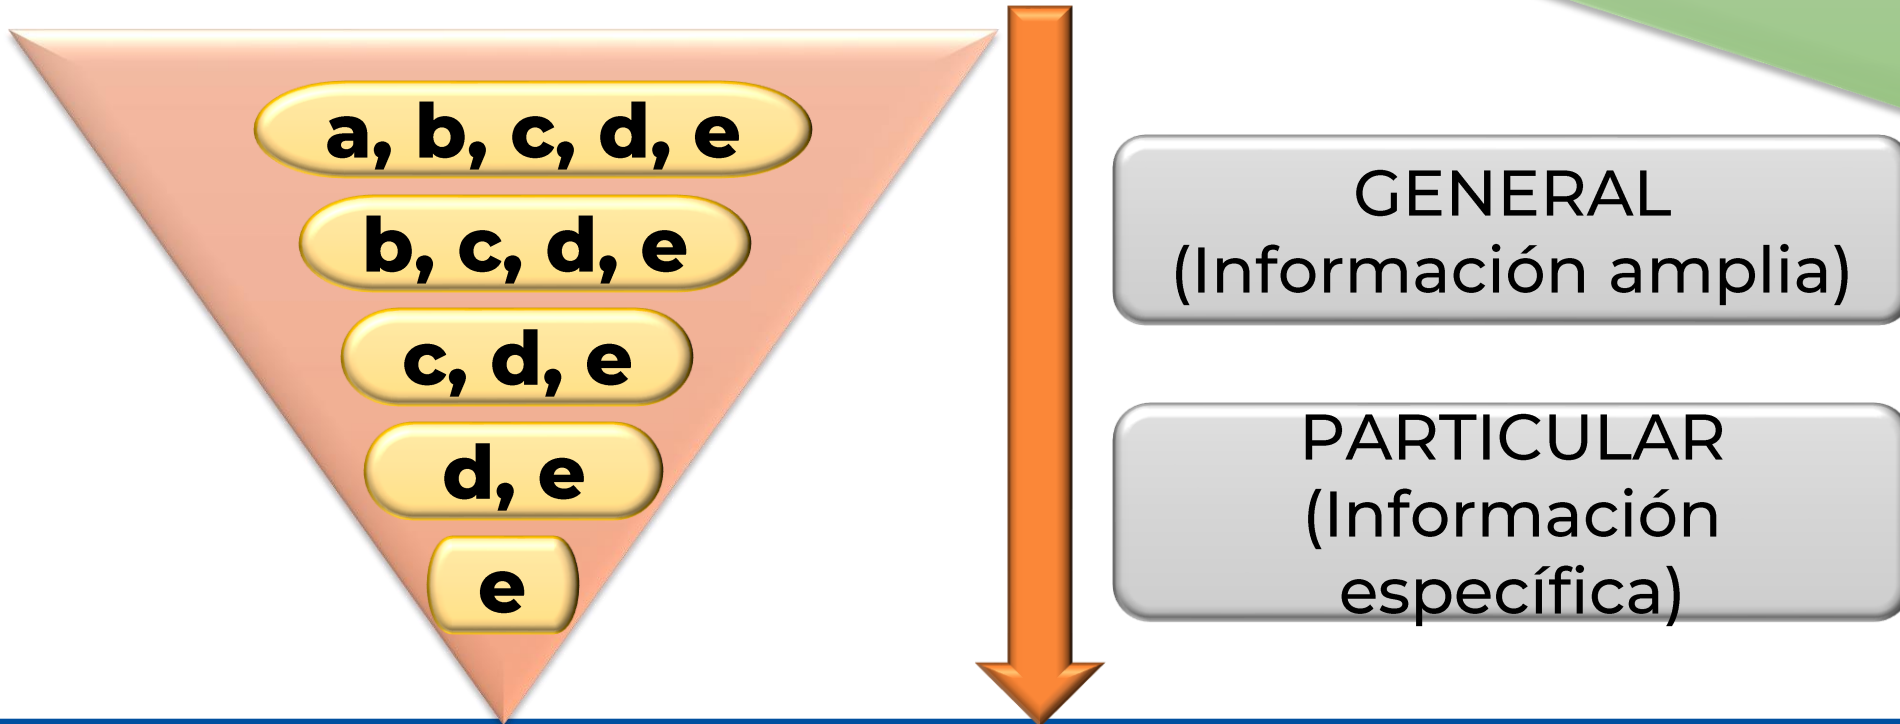 a, b, c, d, e
b, c, d, e
c, d, e
d, e
e
GENERAL
(Información amplia)
PARTICULAR
(Información
específica)